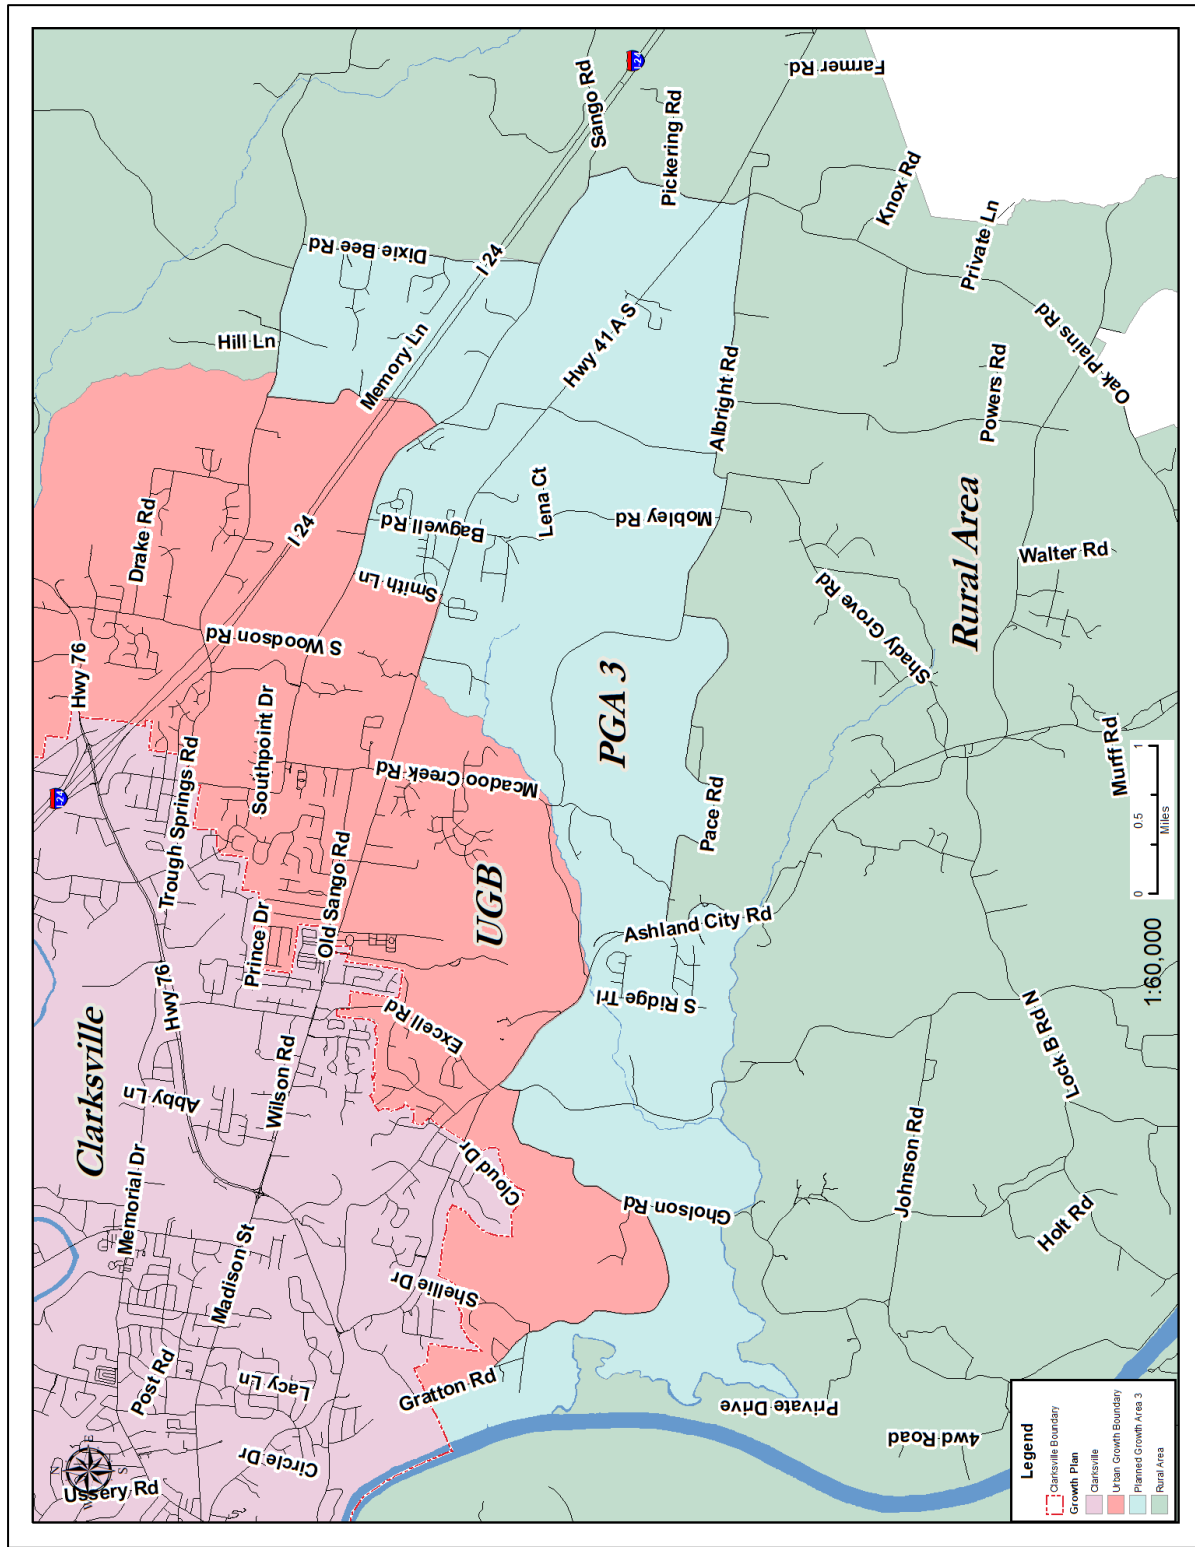 Sango Rd
I-24
Farmer Rd
Pickering Rd
Knox Rd
Private Ln
Dixie Bee Rd
I 24
Hill Ln
Memory Ln
Hwy 41 A S
Albright Rd
Oak Plains Rd
Powers Rd
Drake Rd
I 24
Bagwell Rd
Lena Ct
Mobley Rd
Smith Ln
Walter Rd
Rural Area
Shady Grove Rd
S Woodson Rd
Hwy 76
Southpoint Dr
PGA 3
Trough Springs Rd
Mcadoo Creek Rd
I-24
Pace Rd
Murff Rd
Old Sango Rd
UGB
Prince Dr
Ashland City Rd
Hwy 76
S Ridge Trl
Excell Rd
Lock B Rd N
Clarksville
Abby Ln
Wilson Rd
Memorial Dr
Cloud Dr
Gholson Rd
Johnson Rd
Holt Rd
Madison St
Shellie Dr
Post Rd
Lacy Ln
Gratton Rd
Private Drive
4wd Road
Circle Dr
Ussery Rd
N
E
S
W
0 0.5 1
Miles
1:60,000
Legend
Clarksville Boundary
Growth Plan
Clarksville
Urban Growth Boundary
Planned Growth Area 3
Rural Area